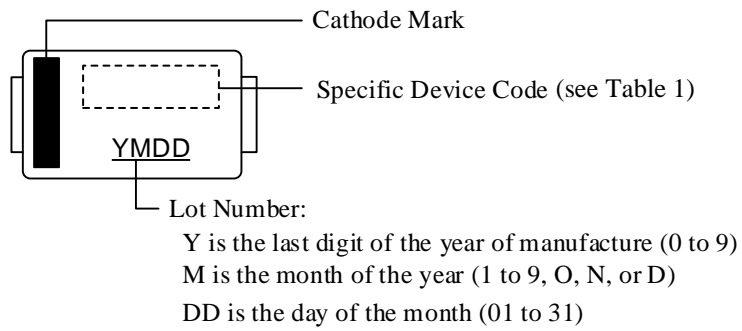 Cathode Mark
Specific Device Code (see Table 1)
YMDD
Lot Number:
Y is the last digit of the year of manufacture (0 to 9)
M is the month of the year (1 to 9, O, N, or D)
DD is the day of the month (01 to 31)